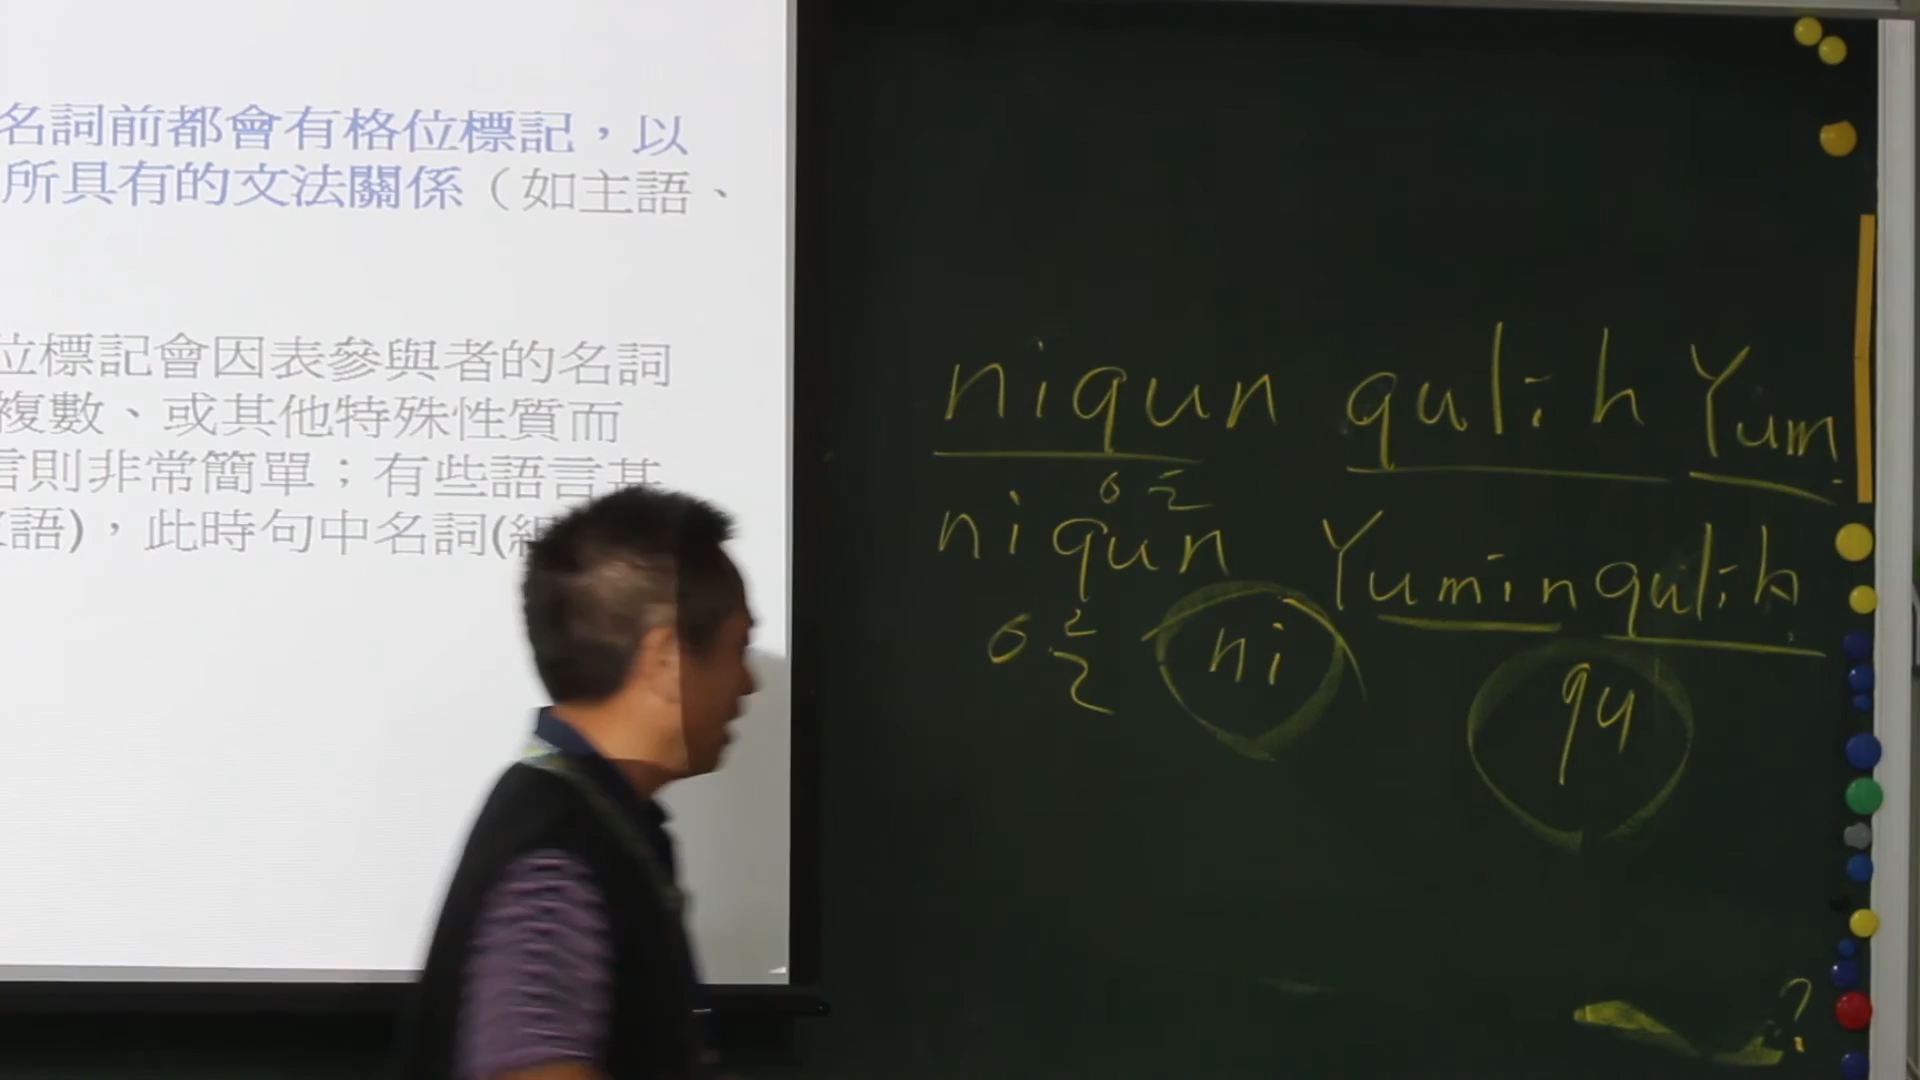 名詞前都會有格位標記,以
所具有的文法關係(如主語、
位標記會因表參與者的名詞
複數、或其他特殊性質而
言則非常簡單;有些語言甚
語),此時句中名詞(
niqun qulih Yum
niqun Yumin qulih
ni
qu
?